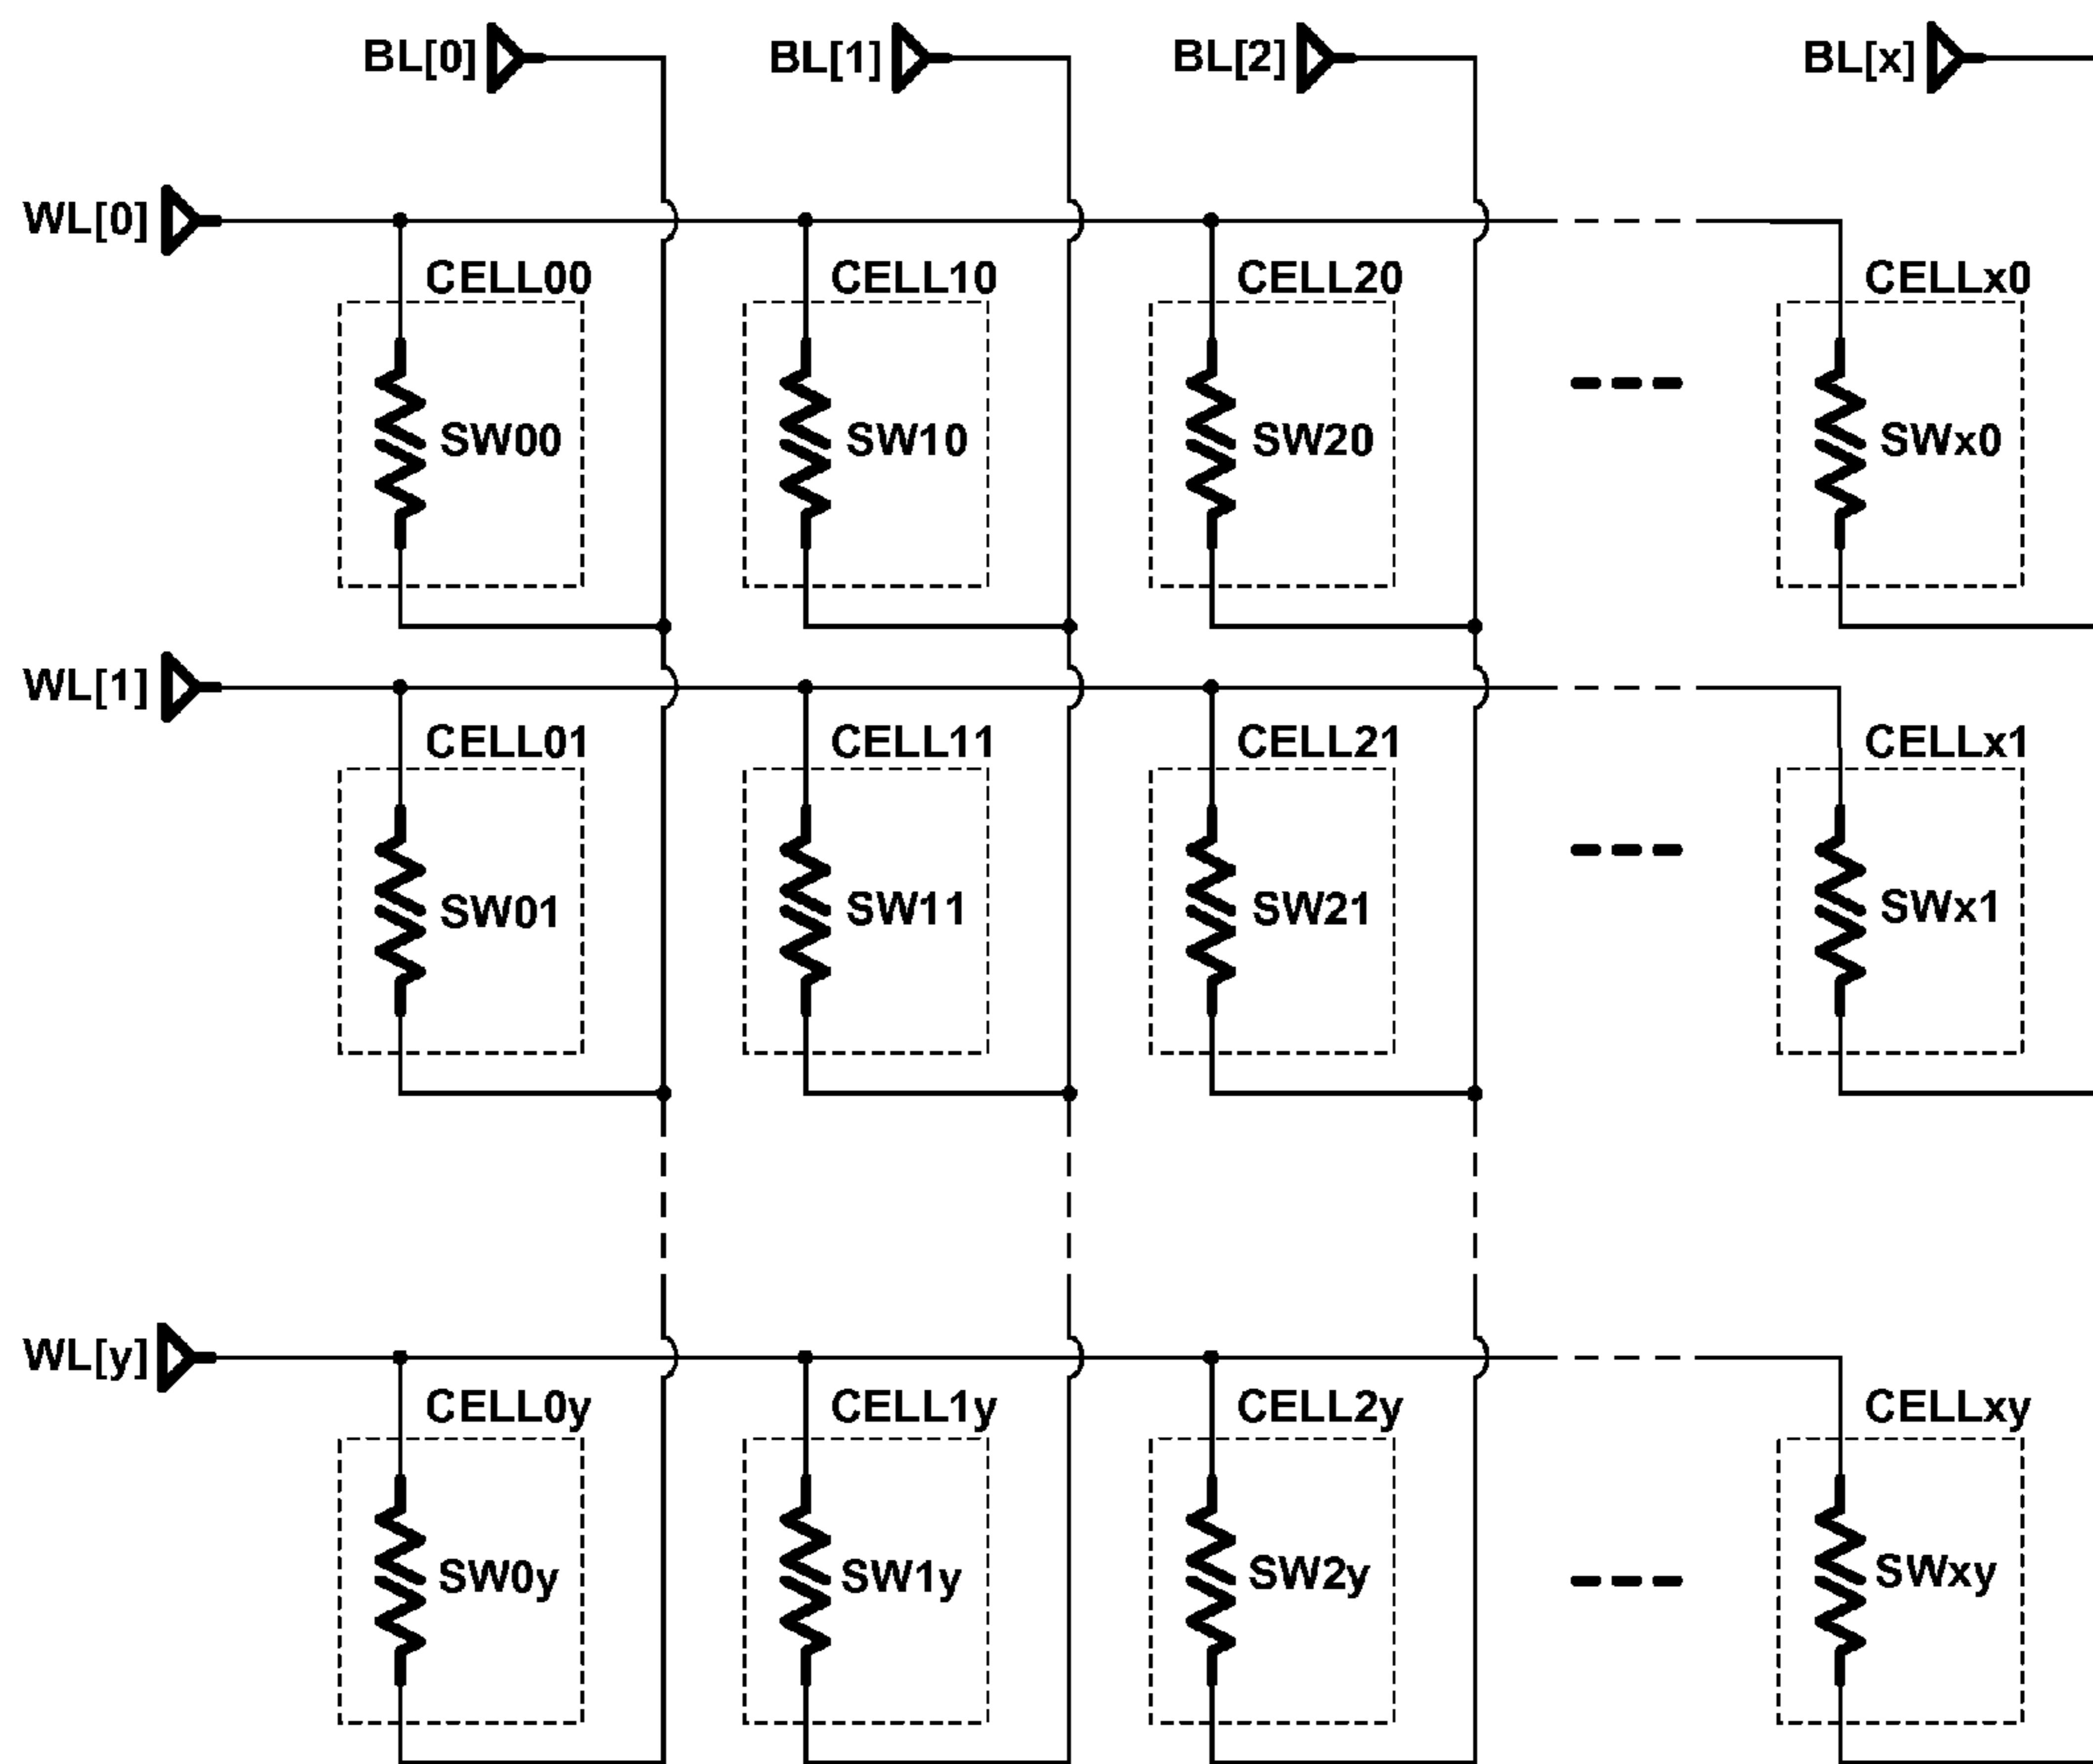 BL[0] BL[1] BL[2] BL[x]
WL[0]
CELL00 CELL10 CELL20 CELLx0
SW00 SW10 SW20 SWx0
WL[1]
CELL01 CELL11 CELL21 CELLx1
SW01 SW11 SW21 SWx1
WL[y]
CELL0y CELL1y CELL2y CELLxy
SW0y SW1y SW2y SWxy